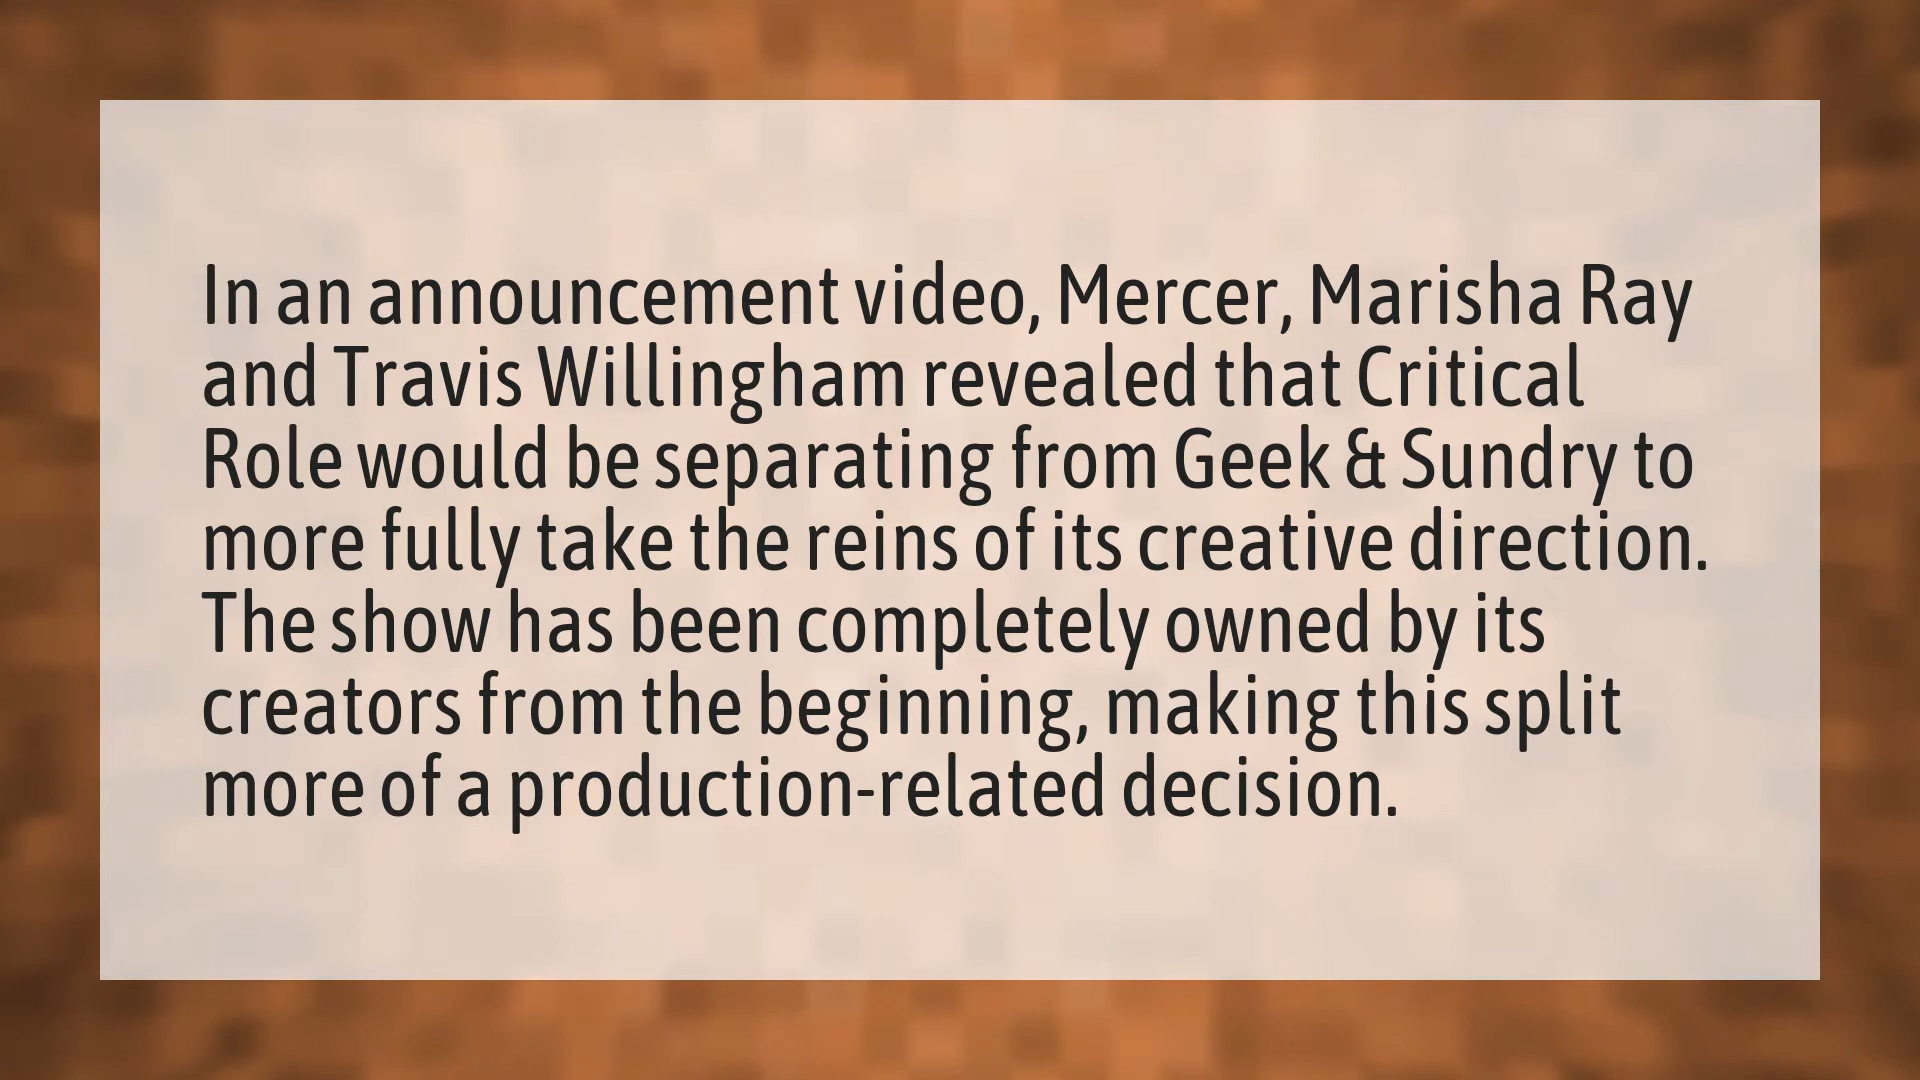 In an announcement video, Mercer, Marisha Ray
and Travis Willingham revealed that Critical
Role would be separating from Geek & Sundry to
more fully take the reins of its creative direction.
The show has been completely owned by its
creators from the beginning, making this split
more of a production-related decision.